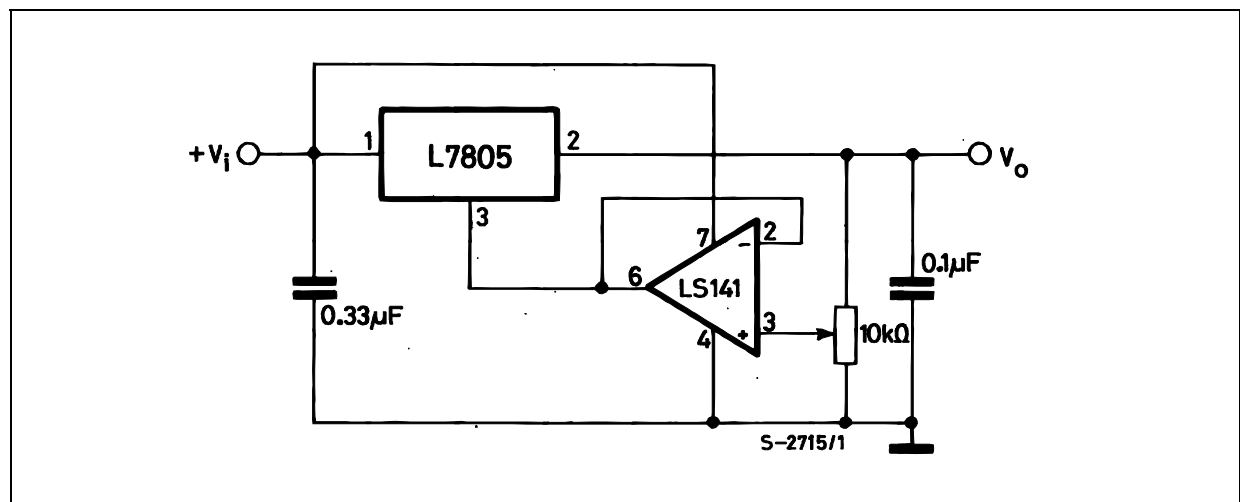 +Vi
1
L7805
2
Vo
3
7
2
-
6
LS141
0.1µF
0.33µF
4
+
3
10kΩ
S-2715/1